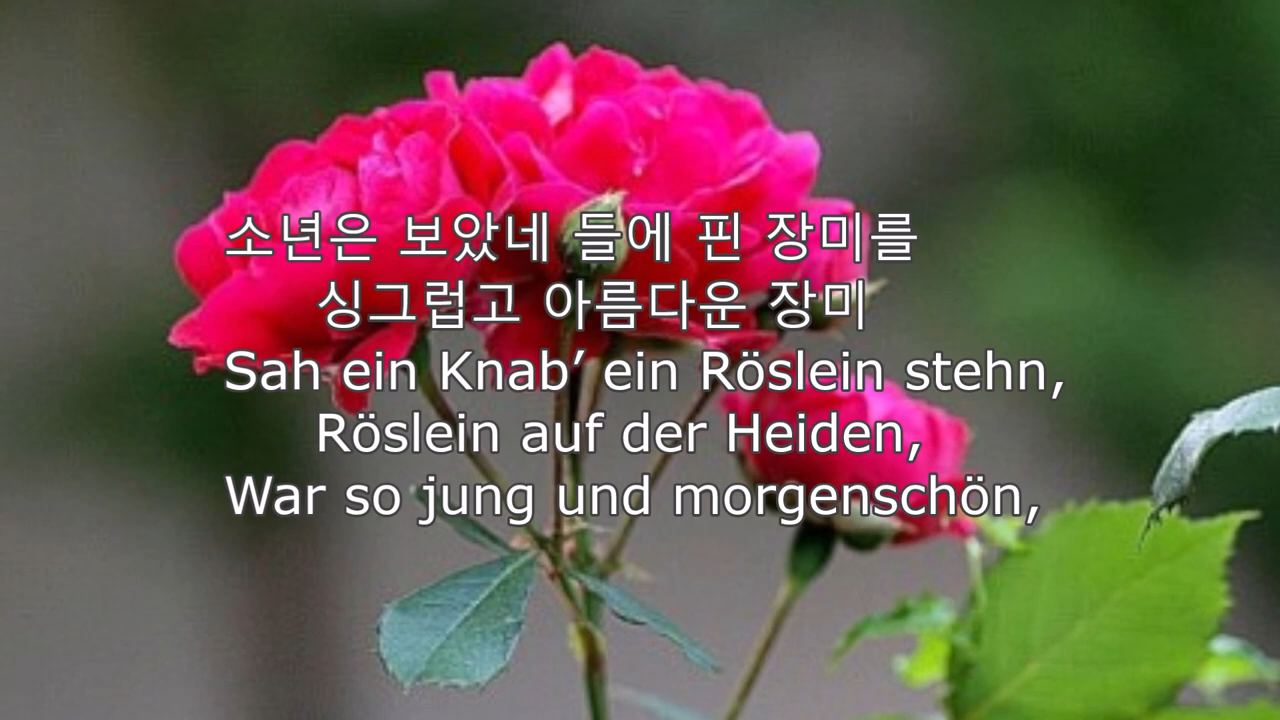 소년은 보았네 들에 핀 장미를
싱그럽고 아름다운 장미
Sah ein Knab’ ein Röslein stehn,
Röslein auf der Heiden,
War so jung und morgenschön,